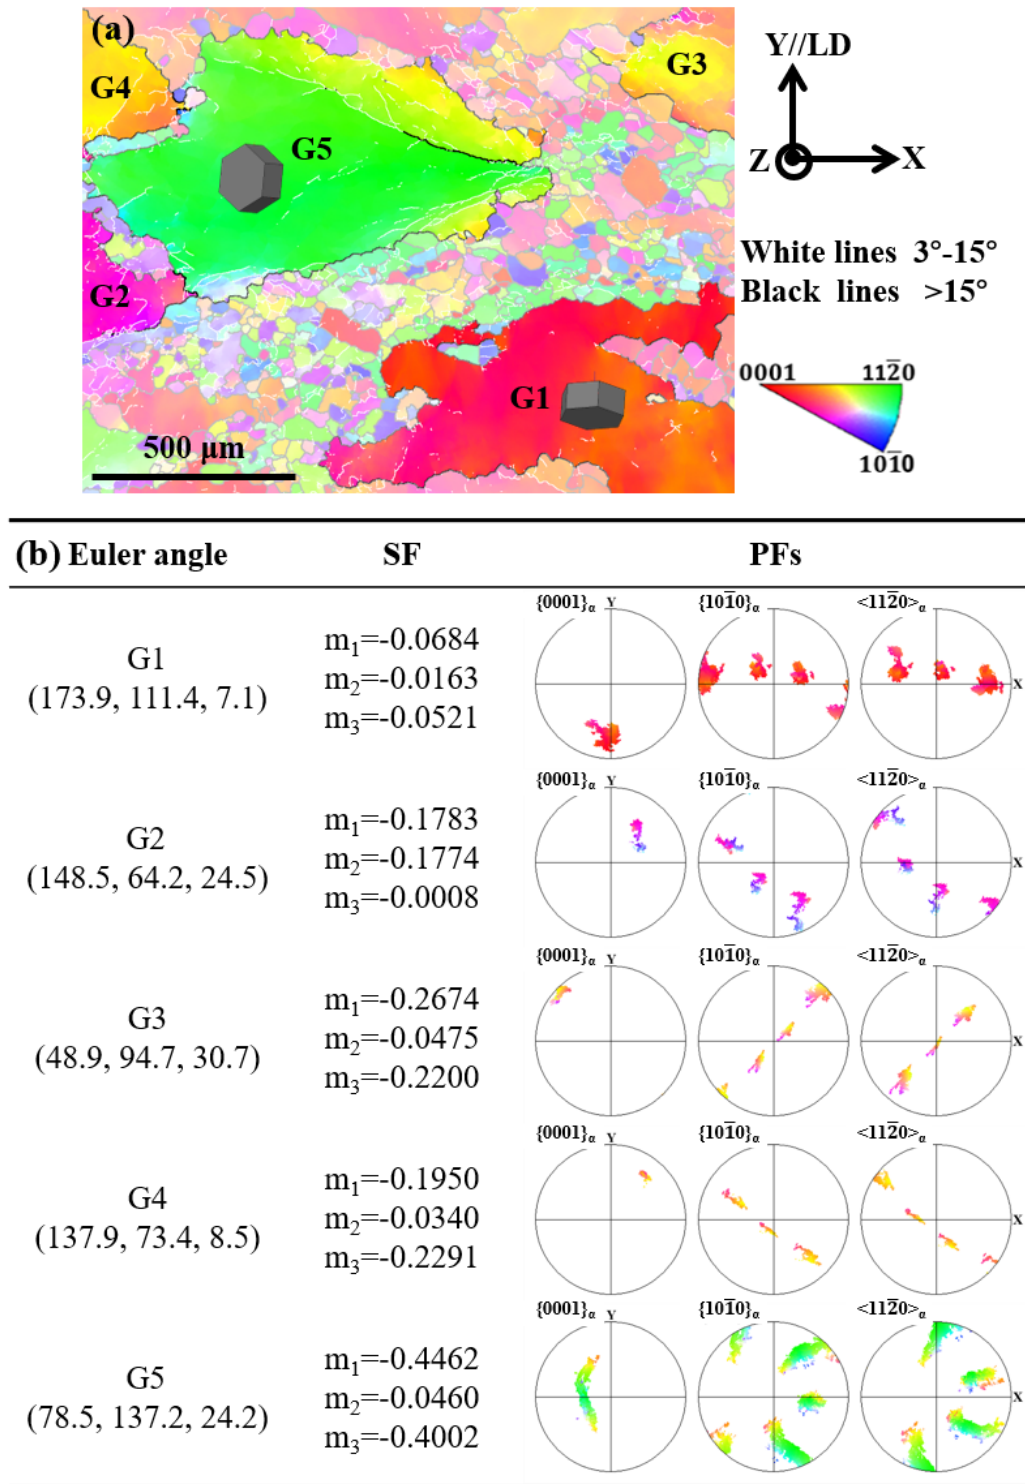 (a)
G4
G3
G5
G2
G1
500 μm
Y//LD
Z
X
White lines 3°-15°
Black lines >15°
0001
112̄0
101̄0
(b) Euler angle SF PFs
G1
(173.9, 111.4, 7.1)
m₁=-0.0684
m₂=-0.0163
m₃=-0.0521
{0001}α Y {101̄0}α <112̄0>α
X
G2
(148.5, 64.2, 24.5)
m₁=-0.1783
m₂=-0.1774
m₃=-0.0008
{0001}α Y {101̄0}α <112̄0>α
X
G3
(48.9, 94.7, 30.7)
m₁=-0.2674
m₂=-0.0475
m₃=-0.2200
{0001}α Y {101̄0}α <112̄0>α
X
G4
(137.9, 73.4, 8.5)
m₁=-0.1950
m₂=-0.0340
m₃=-0.2291
{0001}α Y {101̄0}α <112̄0>α
X
G5
(78.5, 137.2, 24.2)
m₁=-0.4462
m₂=-0.0460
m₃=-0.4002
{0001}α Y {101̄0}α <112̄0>α
X